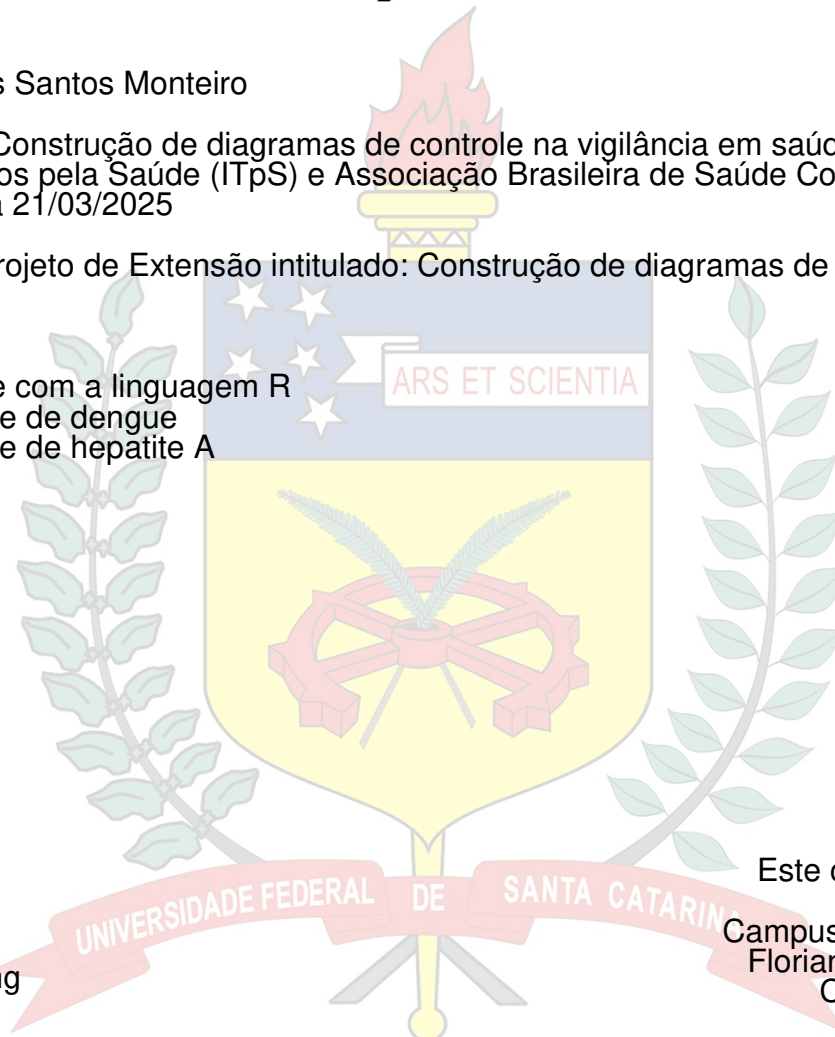 s Santos Monteiro
Construção de diagramas de controle na vigilância em saúd
os pela Saúde (ITpS) e Associação Brasileira de Saúde Co
a 21/03/2025
rojeto de Extensão intitulado: Construção de diagramas de
e com a linguagem R
e de dengue
e de hepatite A
ARS ET SCIENTIA
Este
UNIVERSIDADE FEDERAL DE SANTA CATARINA
Campus
Florian
ng
C